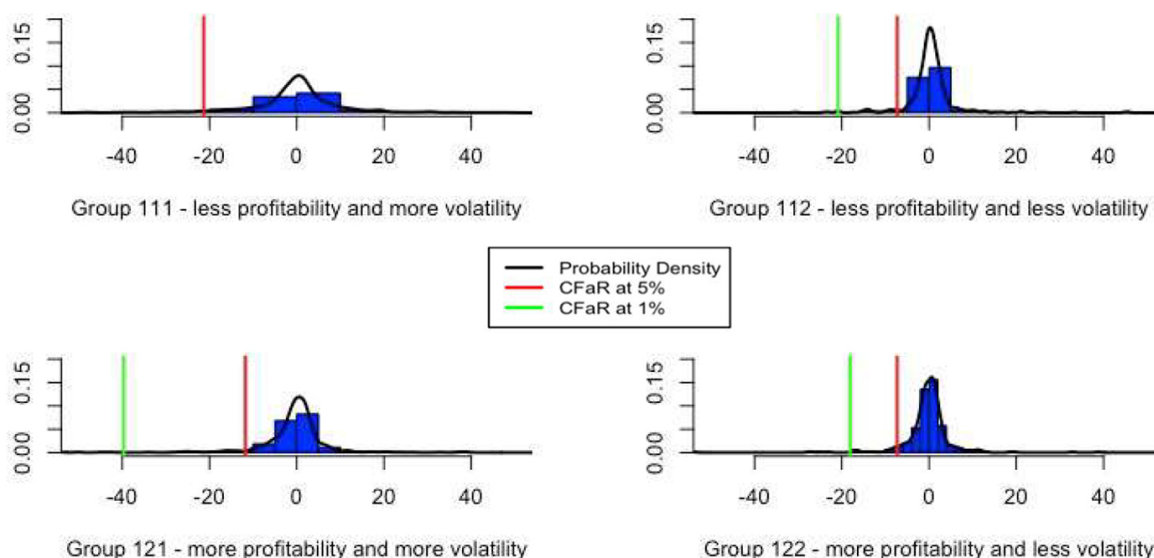 0.15
0.00
-40 -20 0 20 40
Group 111 - less profitability and more volatility
0.15
0.00
-40 -20 0 20 40
Group 112 - less profitability and less volatility
Probability Density
CFaR at 5%
CFaR at 1%
0.15
0.00
-40 -20 0 20 40
Group 121 - more profitability and more volatility
0.15
0.00
-40 -20 0 20 40
Group 122 - more profitability and less volatility